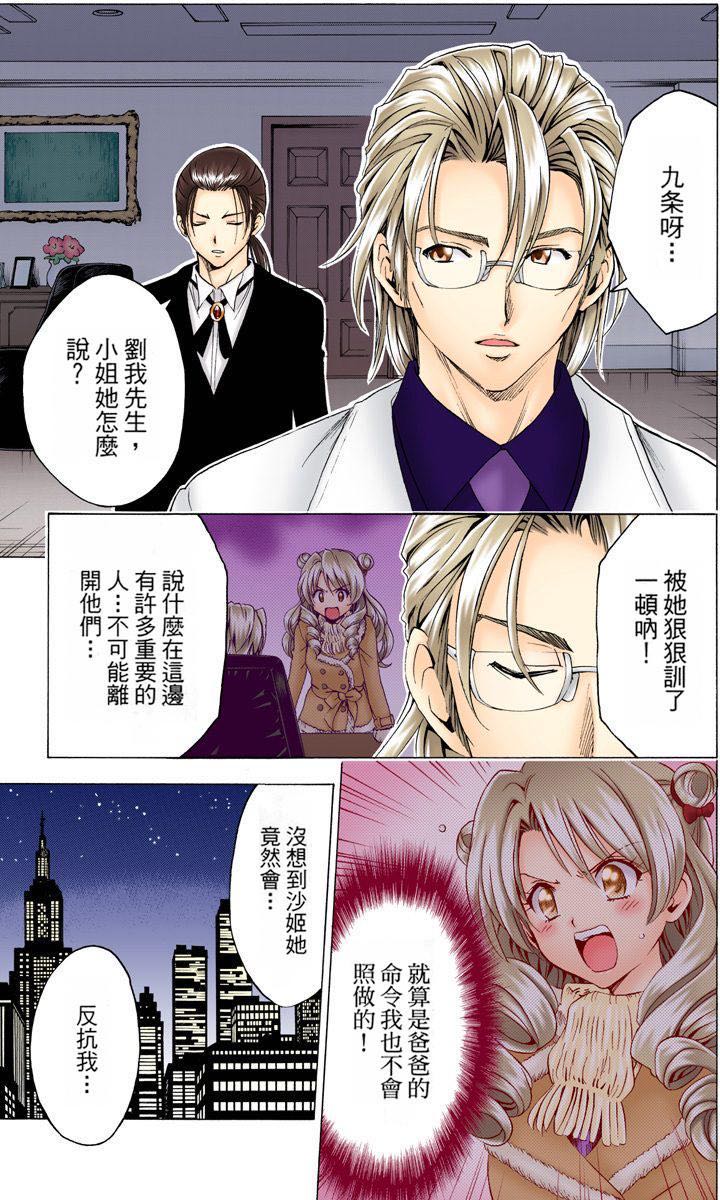 九条呀…
劉我先生，
小姐她怎麼
說？
被她狠狠訓了
一頓吶！
說什麼在這邊
有許多重要的
人…不可能離
開他們…
就算是爸爸的
命令我也不會
照做的！
沒想到沙姬她
竟然會…
反抗我…